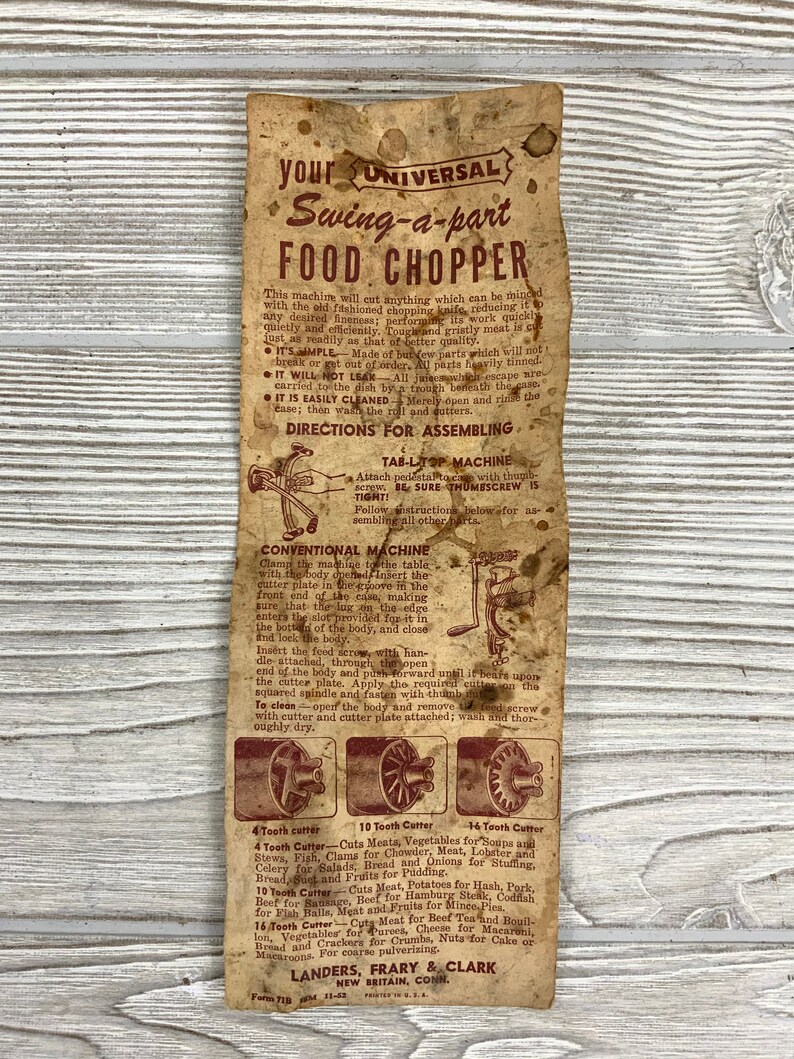 your UNIVERSAL
Swing-a-part
FOOD CHOPPER
This machine will cut anything which can be minced
with the old fashioned chopping knife, reducing it to
any desired fineness; performing its work quickly,
quietly and efficiently. Tough and gristly meat is cut
just as readily as that of better quality.
● IT'S SIMPLE — Made of but few parts which will not
break or get out of order. All parts heavily tinned.
● IT WILL NOT LEAK — All juices which escape are
carried to the dish by a trough beneath the case.
● IT IS EASILY CLEANED — Merely open and rinse the
case; then wash the roll and cutters.
DIRECTIONS FOR ASSEMBLING
TAB-L-TOP MACHINE
Attach pedestal to case with thumb-
screw. BE SURE THUMBSCREW IS
TIGHT!
Follow instructions below for as-
sembling all other parts.
CONVENTIONAL MACHINE
Clamp the machine to the table
with the body opened. Insert the
cutter plate in the groove in the
front end of the case, making
sure that the lug on the edge
enters the slot provided for it in
the bottom of the body, and close
and lock the body.
Insert the feed screw, with han-
dle attached, through the open
end of the body and push forward until it bears upon
the cutter plate. Apply the required cutter on the
squared spindle and fasten with thumb nut.
To clean — open the body and remove the feed screw
with cutter and cutter plate attached; wash and thor-
oughly dry.
4 Tooth cutter 10 Tooth Cutter 16 Tooth Cutter
4 Tooth Cutter — Cuts Meats, Vegetables for Soups and
Stews, Fish, Clams for Chowder, Meat, Lobster and
Celery for Salads, Bread and Onions for Stuffing,
Bread, Suet and Fruits for Pudding.
10 Tooth Cutter — Cuts Meat, Potatoes for Hash, Pork,
Beef for Sausage, Beef for Hamburg Steak, Codfish
for Fish Balls, Meat and Fruits for Mince Pies.
16 Tooth Cutter — Cuts Meat for Beef Tea and Bouil-
lon, Vegetables for Purees, Cheese for Macaroni,
Bread and Crackers for Crumbs, Nuts for Cake or
Macaroons. For coarse pulverizing.
LANDERS, FRARY & CLARK
NEW BRITAIN, CONN.
Form 71B 11-52 PRINTED IN U.S.A.